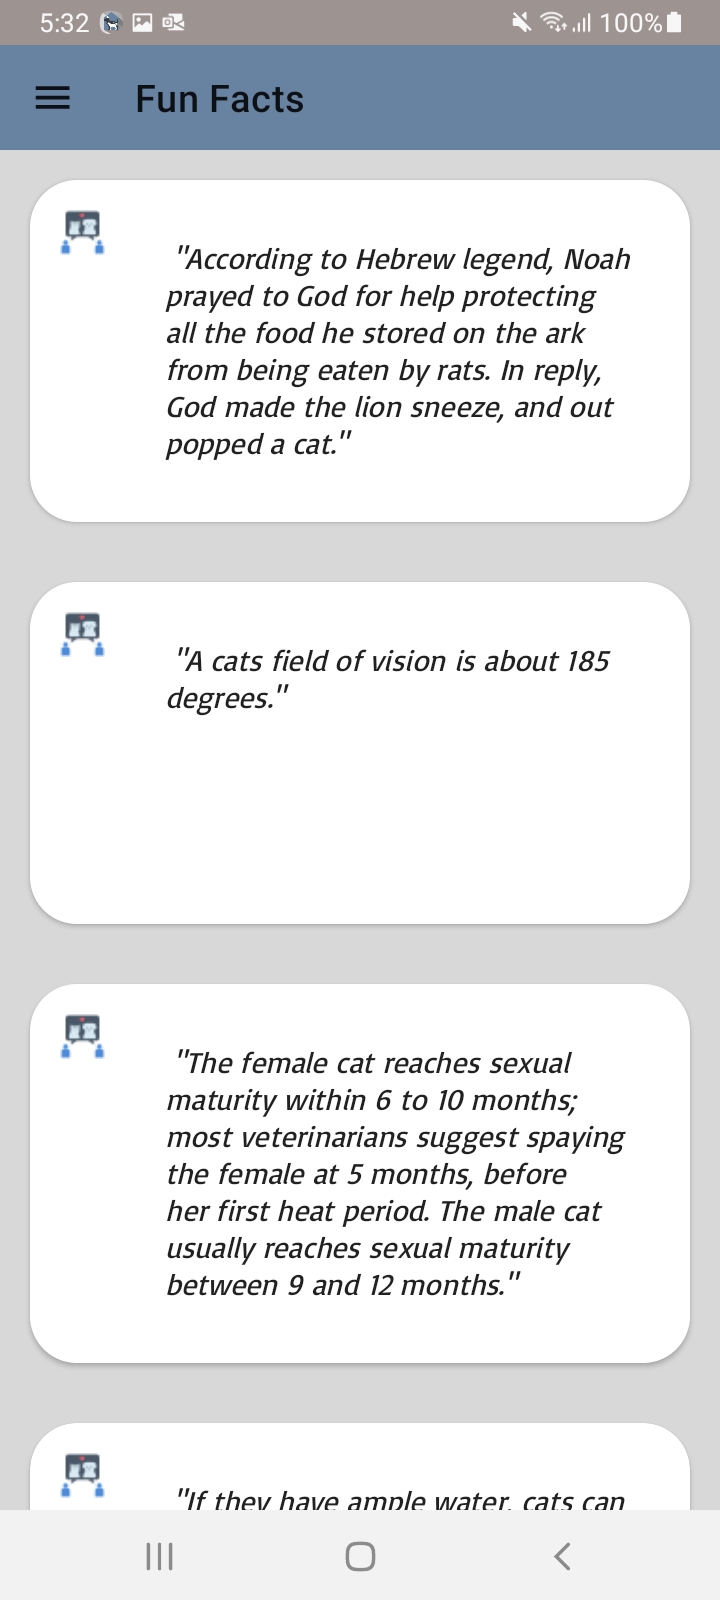 5:32
100%
Fun Facts
"According to Hebrew legend, Noah
prayed to God for help protecting
all the food he stored on the ark
from being eaten by rats. In reply,
God made the lion sneeze, and out
popped a cat."
"A cats field of vision is about 185
degrees."
"The female cat reaches sexual
maturity within 6 to 10 months;
most veterinarians suggest spaying
the female at 5 months, before
her first heat period. The male cat
usually reaches sexual maturity
between 9 and 12 months."
"If they have ample water, cats can